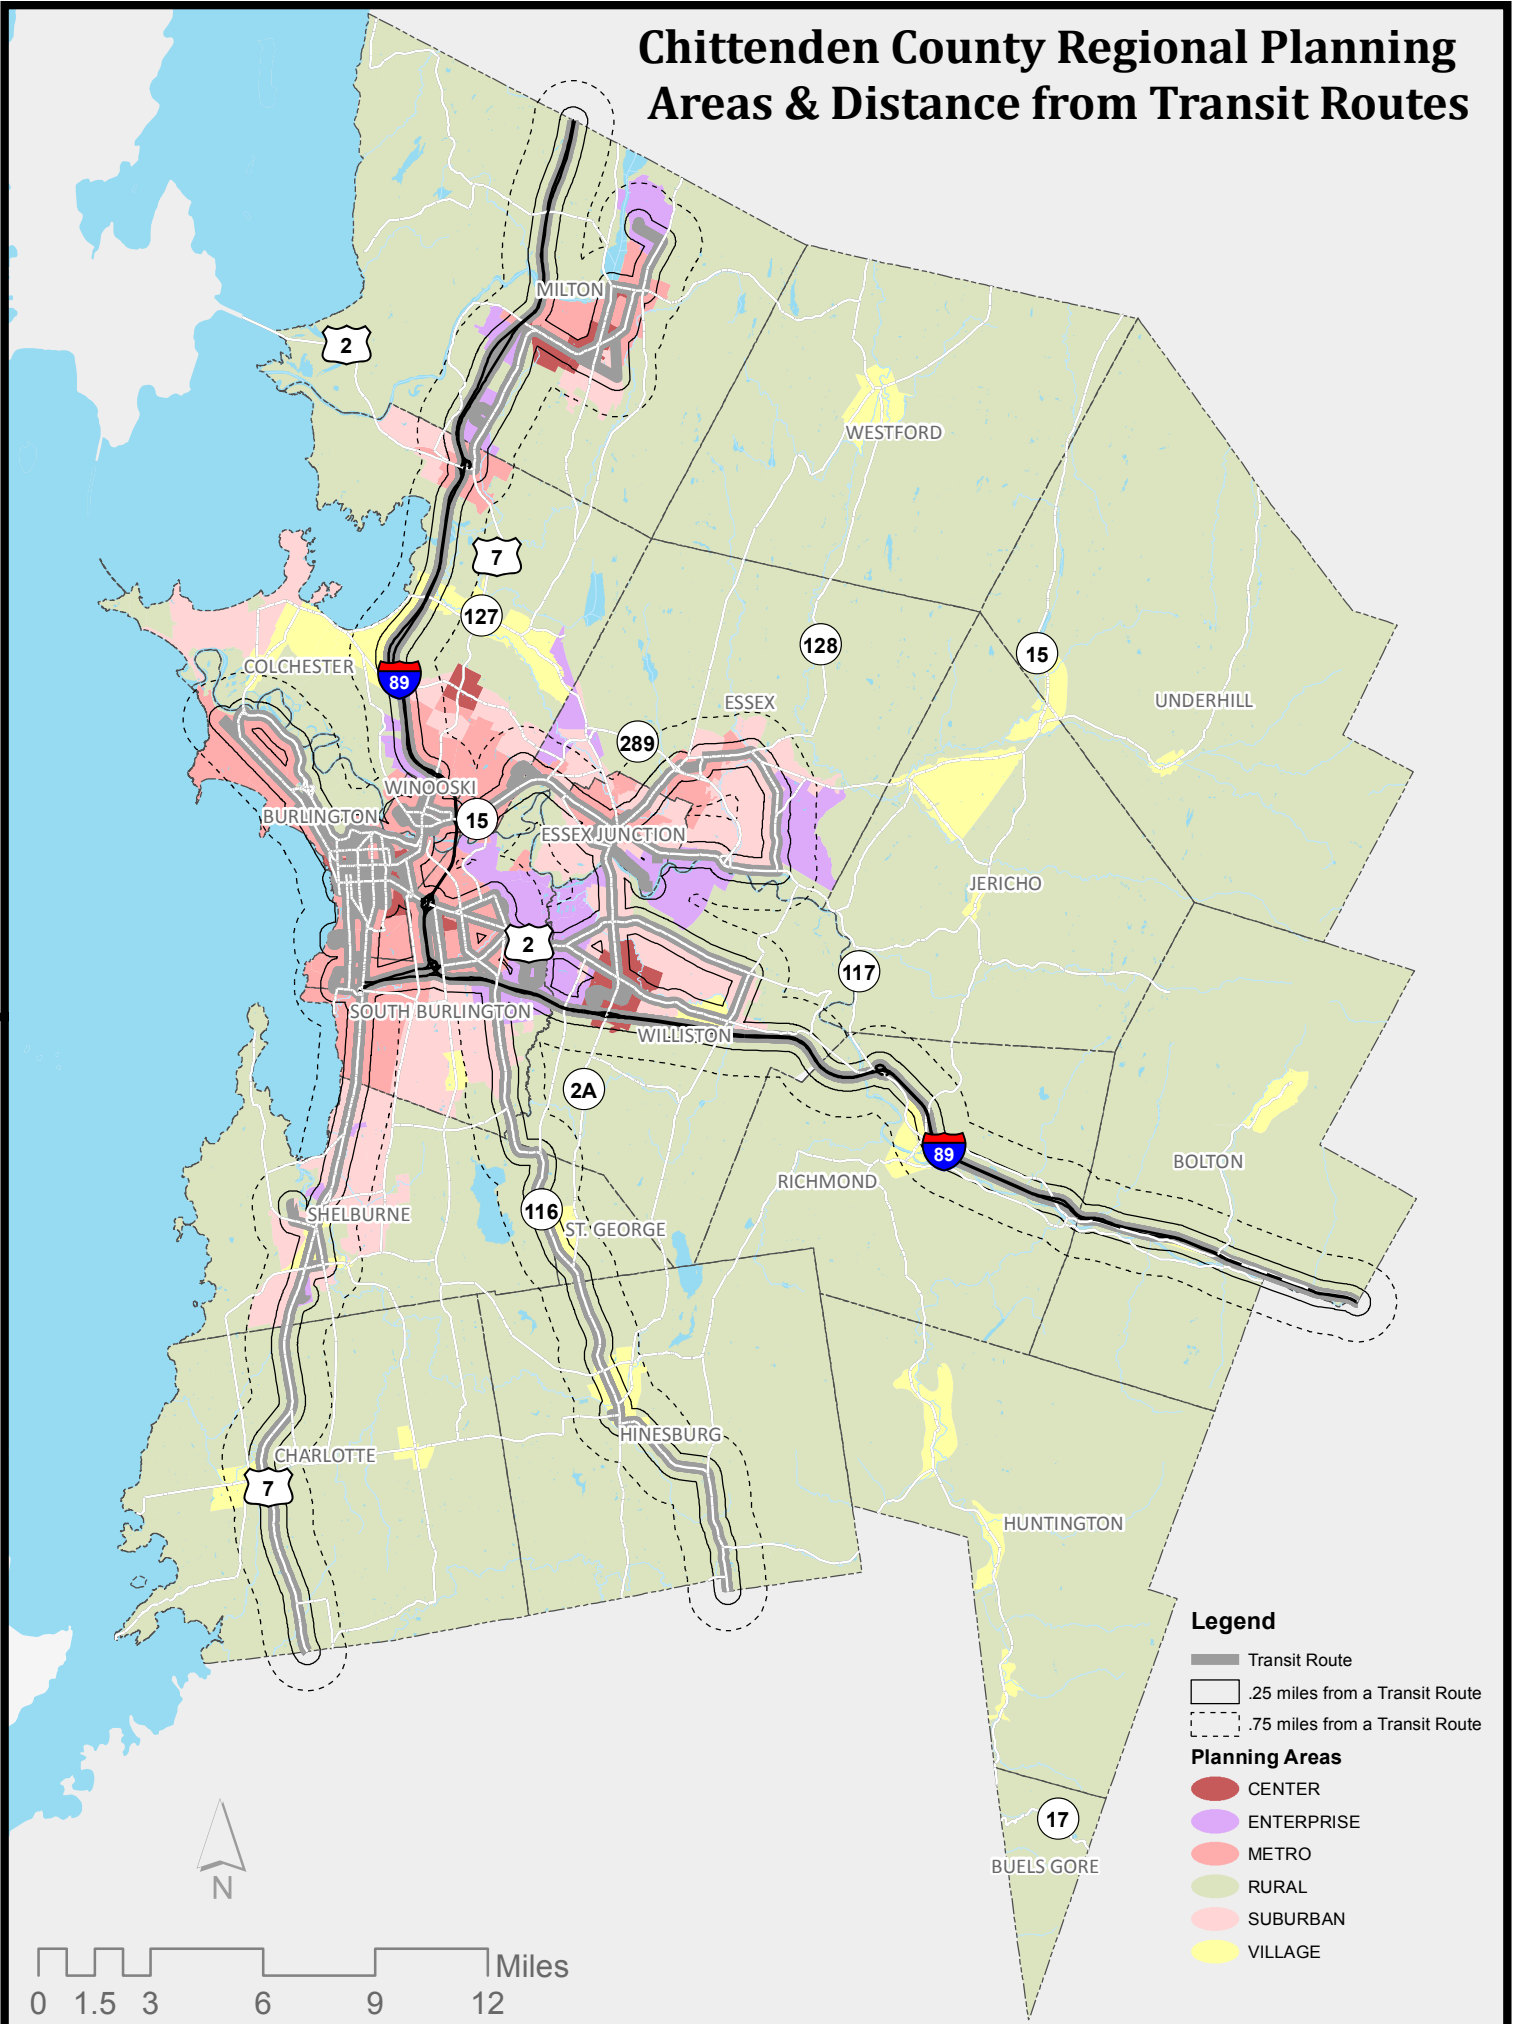 Chittenden County Regional Planning
Areas & Distance from Transit Routes
MILTON
2
WESTFORD
7
127
128
15
COLCHESTER
89
UNDERHILL
ESSEX
289
WINOOSKI
BURLINGTON
15
ESSEX JUNCTION
JERICHO
2
117
SOUTH BURLINGTON
WILLISTON
2A
89
BOLTON
RICHMOND
116
SHELBURNE
ST. GEORGE
HINESBURG
CHARLOTTE
7
HUNTINGTON
17
BUELS GORE
Legend
Transit Route
.25 miles from a Transit Route
.75 miles from a Transit Route
Planning Areas
CENTER
ENTERPRISE
METRO
RURAL
SUBURBAN
VILLAGE
N
Miles
0 1.5 3 6 9 12